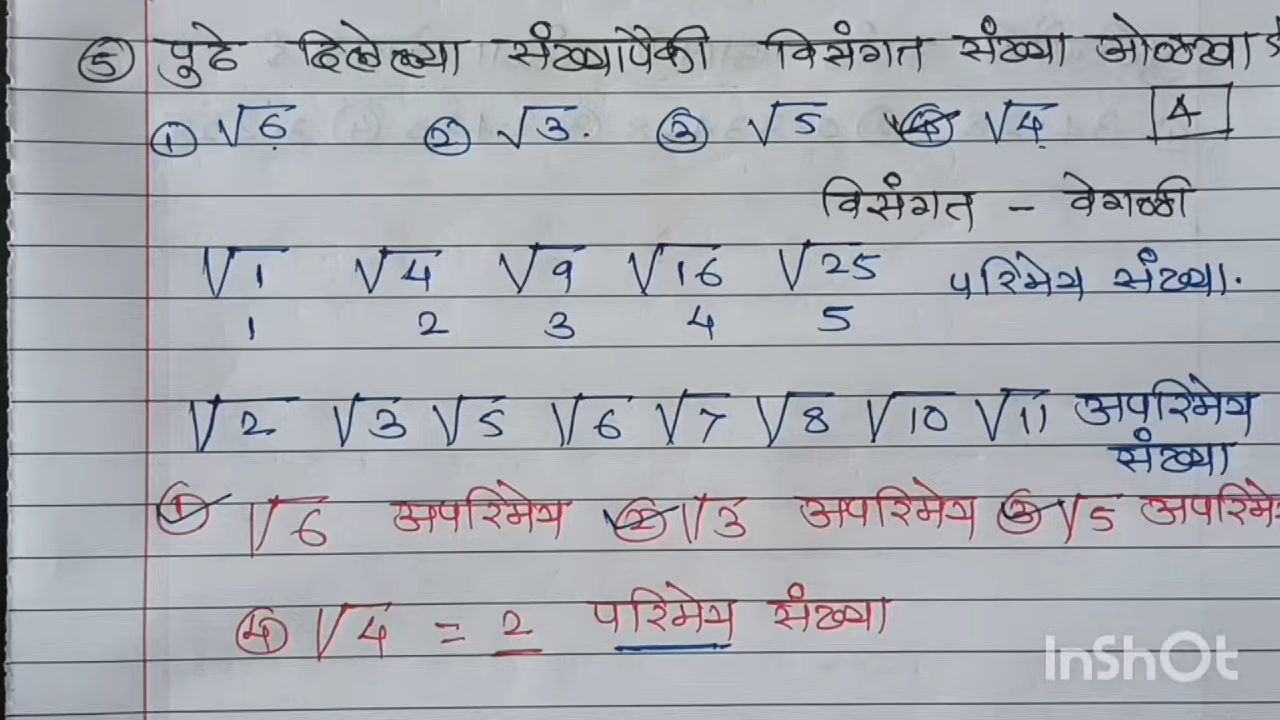 ⑤ पुढे दिलेल्या संख्यांपैकी विसंगत संख्या ओळखा
① √6 ② √3. ③ √5 ④ √4 4
विसंगत - वेगळी
√1 √4 √9 √16 √25 परिमेय संख्या.
1 2 3 4 5
√2 √3 √5 √6 √7 √8 √10 √11 अपरिमेय
संख्या
① √6 अपरिमेय ② √3 अपरिमेय ③ √5 अपरिमे
④ √4 = 2 परिमेय संख्या
InShOt